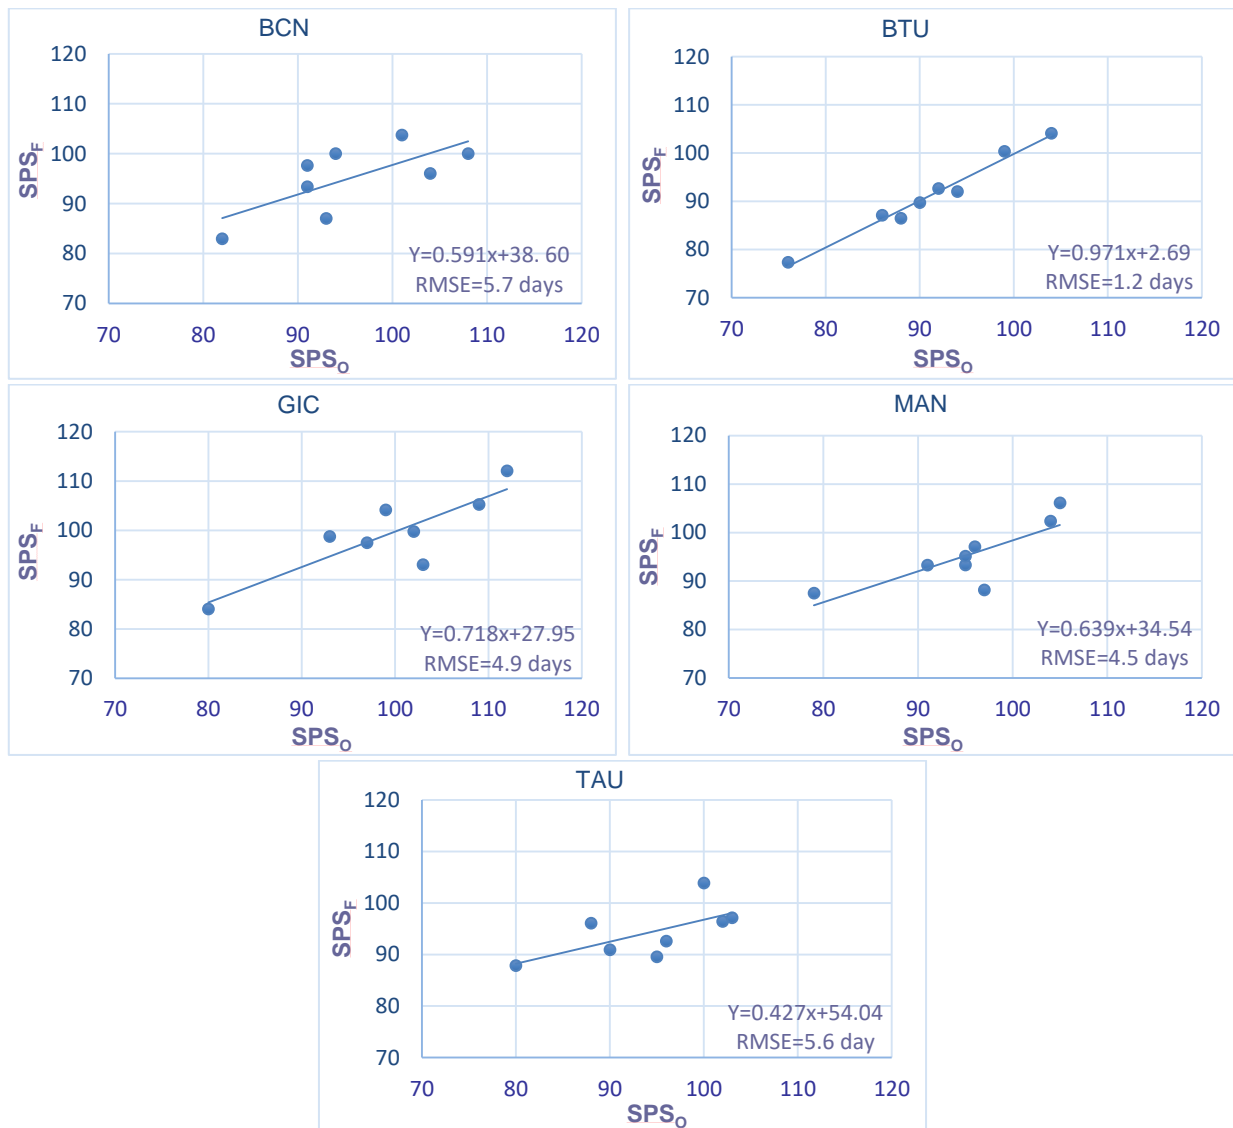 BCN
120
110
100
90
80
70
SPSF
Y=0.591x+38. 60
RMSE=5.7 days
70 80 90 100 110 120
SPSO
BTU
120
110
100
90
80
70
SPSF
Y=0.971x+2.69
RMSE=1.2 days
70 80 90 100 110 120
SPSO
GIC
120
110
100
90
80
70
SPSF
Y=0.718x+27.95
RMSE=4.9 days
70 80 90 100 110 120
SPSO
MAN
120
110
100
90
80
70
SPSF
Y=0.639x+34.54
RMSE=4.5 days
70 80 90 100 110 120
SPSO
TAU
120
110
100
90
80
70
SPSF
Y=0.427x+54.04
RMSE=5.6 day
70 80 90 100 110 120
SPSO